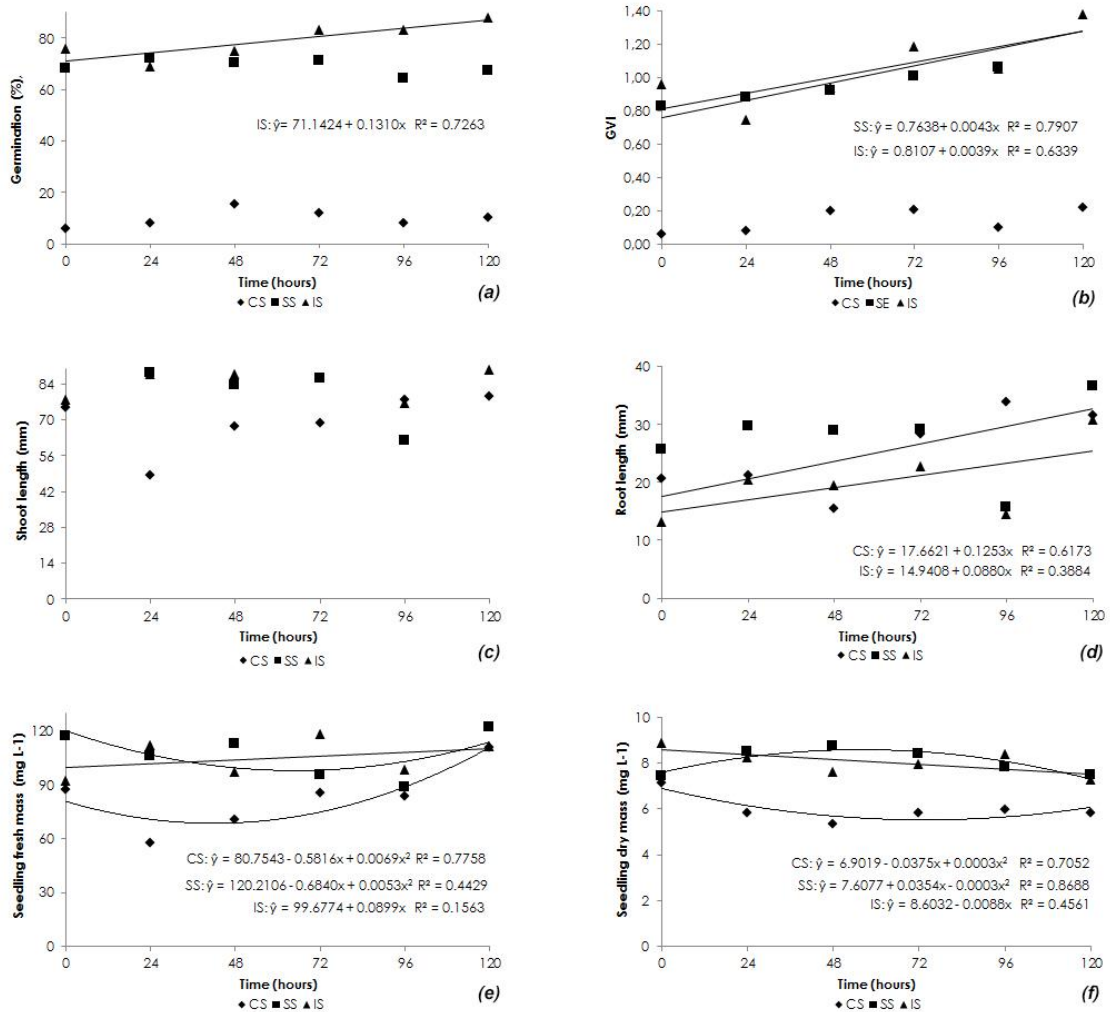 Germination (%).
80
60
40
20
0
IS: ŷ= 71.1424 + 0.1310x R² = 0.7263
0 24 48 72 96 120
Time (hours)
CS SS IS
(a)
GVI
1,40
1,20
1,00
0,80
0,60
0,40
0,20
0,00
SS: ŷ = 0.7638+ 0.0043x R² = 0.7907
IS: ŷ = 0.8107 + 0.0039x R² = 0.6339
0 24 48 72 96 120
Time (hours)
CS SE IS
(b)
Shoot length (mm)
84
70
56
42
28
14
0 24 48 72 96 120
Time (hours)
CS SS IS
(c)
Root length (mm)
40
30
20
10
0
CS: ŷ = 17.6621 + 0.1253x R² = 0.6173
IS: ŷ = 14.9408 + 0.0880x R² = 0.3884
0 24 48 72 96 120
Time (hours)
CS SS IS
(d)
Seedling fresh mass (mg L-1)
120
90
60
30
0
CS: ŷ = 80.7543 - 0.5816x + 0.0069x² R² = 0.7758
SS: ŷ = 120.2106 - 0.6840x + 0.0053x² R² = 0.4429
IS: ŷ = 99.6774 + 0.0899x R² = 0.1563
0 24 48 72 96 120
Time (hours)
CS SS IS
(e)
Seedling dry mass (mg L-1)
10
8
6
4
2
0
CS: ŷ = 6.9019 - 0.0375x + 0.0003x² R² = 0.7052
SS: ŷ = 7.6077 + 0.0354x - 0.0003x² R² = 0.8688
IS: ŷ = 8.6032 - 0.0088x R² = 0.4561
0 24 48 72 96 120
Time (hours)
CS SS IS
(f)